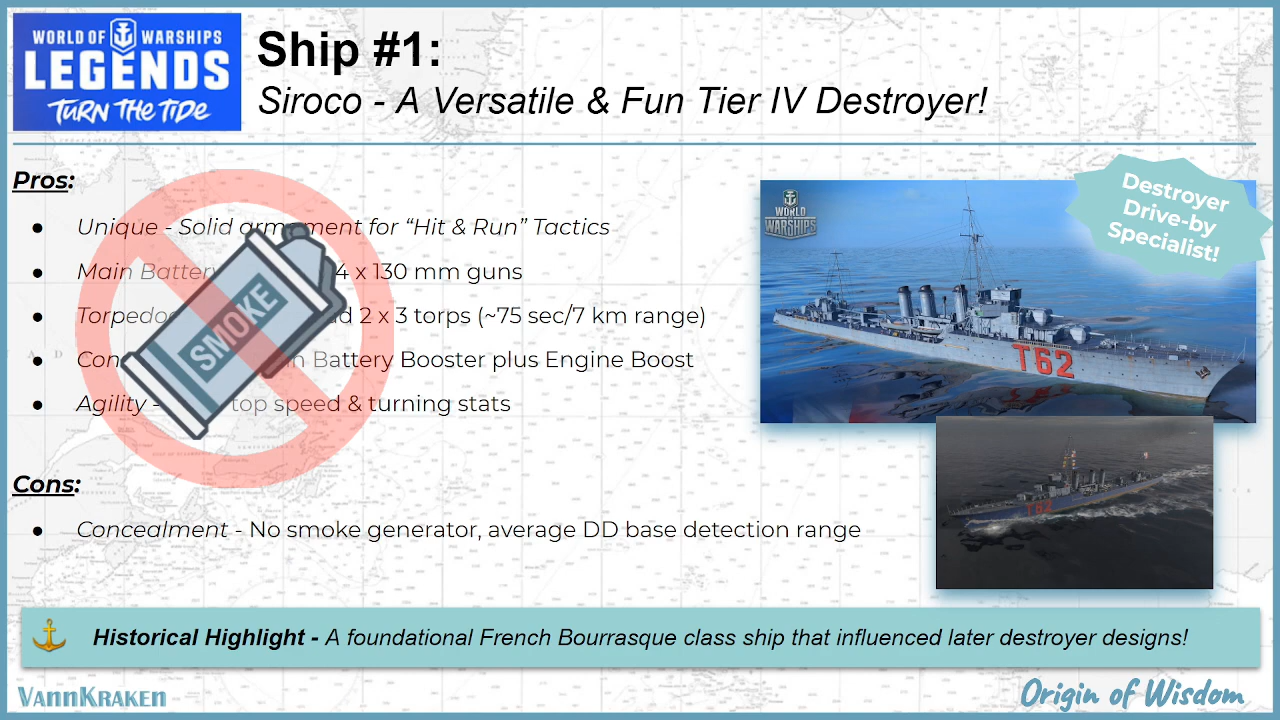 WORLD OF WARSHIPS
LEGENDS
TURN THE TIDE
Ship #1:
Siroco - A Versatile & Fun Tier IV Destroyer!
Pros:
● Unique - Solid armament for “Hit & Run” Tactics
● Main Battery 4 x 130 mm guns
● Torpedoes 2 x 3 torps (~75 sec/7 km range)
● Battery Booster plus Engine Boost
● Agility - top speed & turning stats
SMOKE
Cons:
● Concealment - No smoke generator, average DD base detection range
WORLD
WARSHIPS
Destroyer
Drive-by
Specialist!
T62
T62
Historical Highlight - A foundational French Bourrasque class ship that influenced later destroyer designs!
VannKraken
Origin of Wisdom